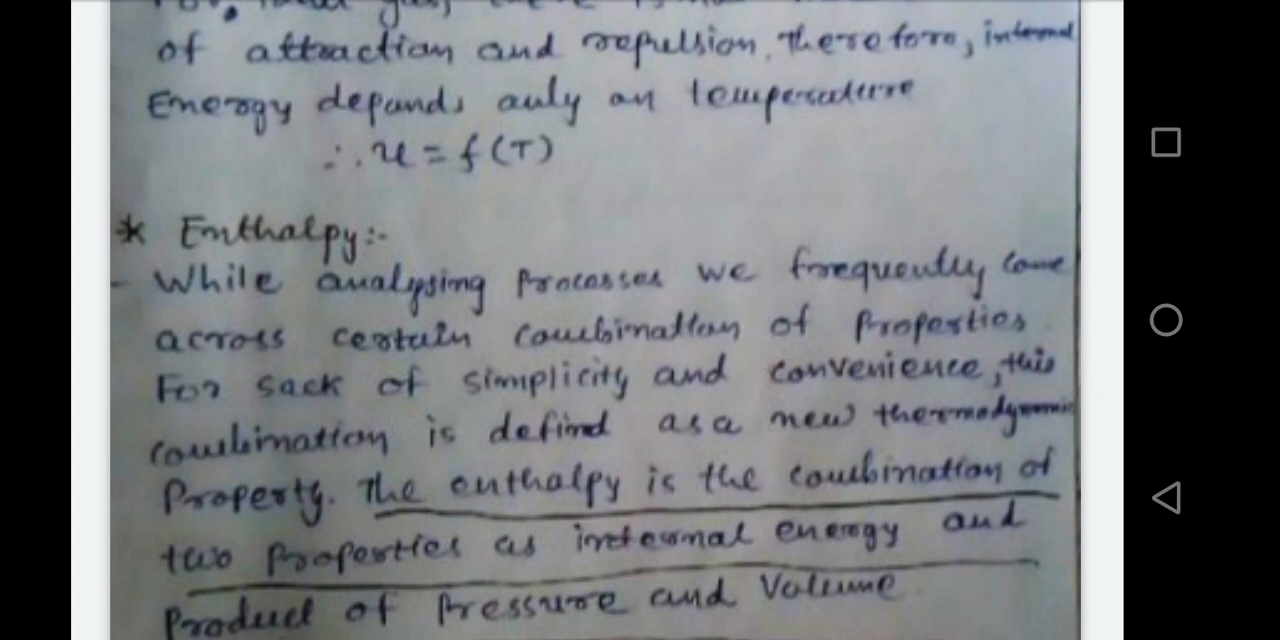 of attraction and repulsion, therefore, internal
Energy depands only on temperature
∴ u = f(T)
* Enthalpy:-
- While analysing Processes we frequently come
across certain combination of Properties.
For sack of simplicity and convenience, this
combination is defind as a new thermodynamic
Property. The enthalpy is the combination of
two Properties as internal energy and
Product of Pressure and Volume